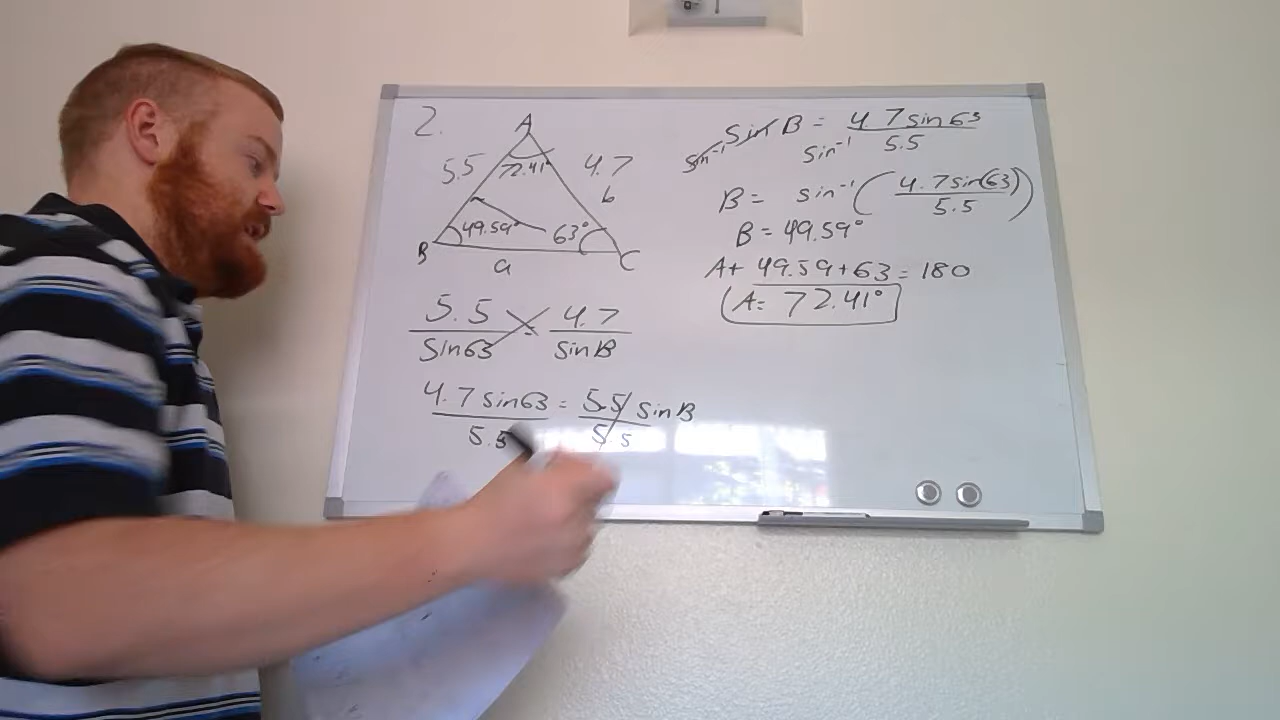 2.
A
5.5 72.41° 4.7
b
49.59° 63°
B a C
5.5 = 4.7
sin63 sinB
4.7 sin63 = 5.5 sinB
5.5 5.5
sin B = 4.7 sin 63
sin⁻¹ sin⁻¹ 5.5
B = sin⁻¹ (4.7 sin(63))
5.5
B = 49.59°
A + 49.59 + 63 = 180
A = 72.41°